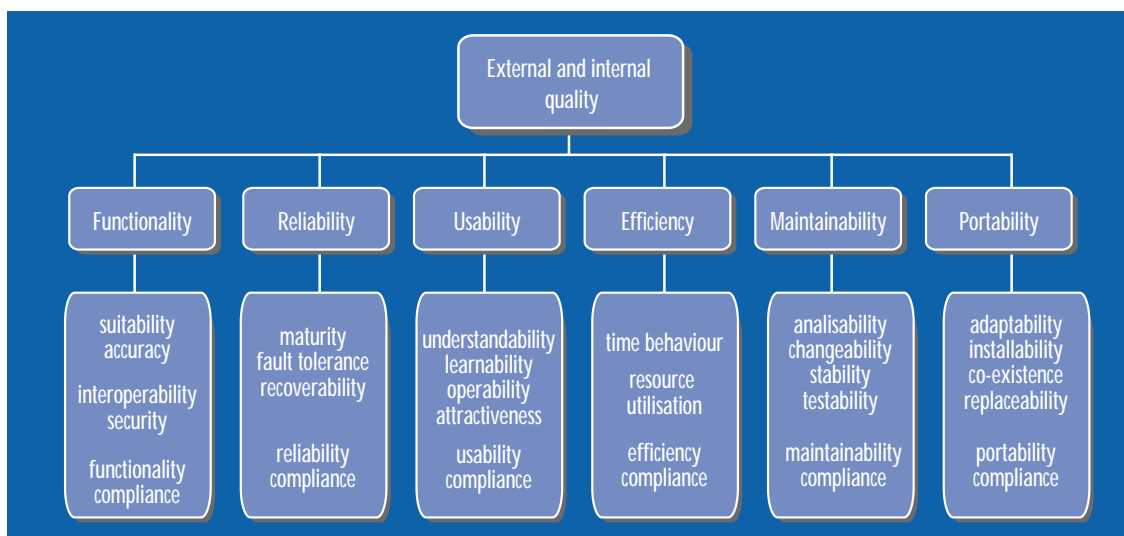 External and internal
quality
Functionality
Reliability
Usability
Efficiency
Maintainability
Portability
suitability
accuracy
interoperability
security
functionality
compliance
maturity
fault tolerance
recoverability
reliability
compliance
understandability
learnability
operability
attractiveness
usability
compliance
time behaviour
resource
utilisation
efficiency
compliance
analisability
changeability
stability
testability
maintainability
compliance
adaptability
installability
co-existence
replaceability
portability
compliance